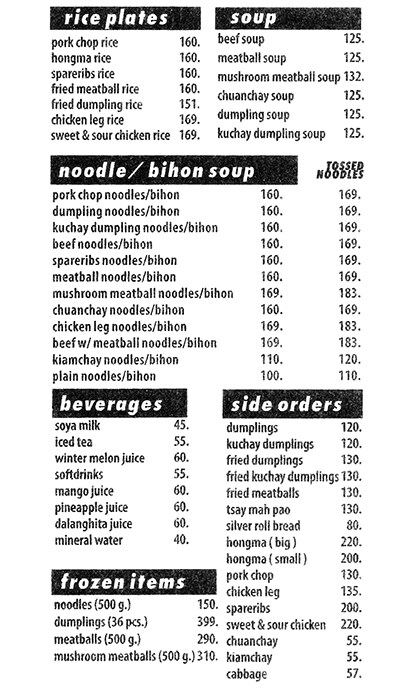 rice plates
pork chop rice 160.
hongma rice 160.
spareribs rice 160.
fried meatball rice 160.
fried dumpling rice 151.
chicken leg rice 169.
sweet & sour chicken rice 169.
soup
beef soup 125.
meatball soup 125.
mushroom meatball soup 132.
chuanchay soup 125.
dumpling soup 125.
kuchay dumpling soup 125.
noodle / bihon soup TOSSED NOODLES
pork chop noodles/bihon 160. 169.
dumpling noodles/bihon 160. 169.
kuchay dumpling noodles/bihon 160. 169.
beef noodles/bihon 160. 169.
spareribs noodles/bihon 160. 169.
meatball noodles/bihon 160. 169.
mushroom meatball noodles/bihon 169. 183.
chuanchay noodles/bihon 160. 169.
chicken leg noodles/bihon 169. 183.
beef w/ meatball noodles/bihon 169. 183.
kiamchay noodles/bihon 110. 120.
plain noodles/bihon 100. 110.
beverages
soya milk 45.
iced tea 55.
winter melon juice 60.
softdrinks 55.
mango juice 60.
pineapple juice 60.
dalanghita juice 60.
mineral water 40.
frozen items
noodles (500 g.) 150.
dumplings (36 pcs.) 399.
meatballs (500 g.) 290.
mushroom meatballs (500 g.) 310.
side orders
dumplings 120.
kuchay dumplings 120.
fried dumplings 130.
fried kuchay dumplings 130.
fried meatballs 130.
tsay mah pao 130.
silver roll bread 80.
hongma ( big ) 220.
hongma ( small ) 200.
pork chop 130.
chicken leg 135.
spareribs 200.
sweet & sour chicken 220.
chuanchay 55.
kiamchay 55.
cabbage 57.